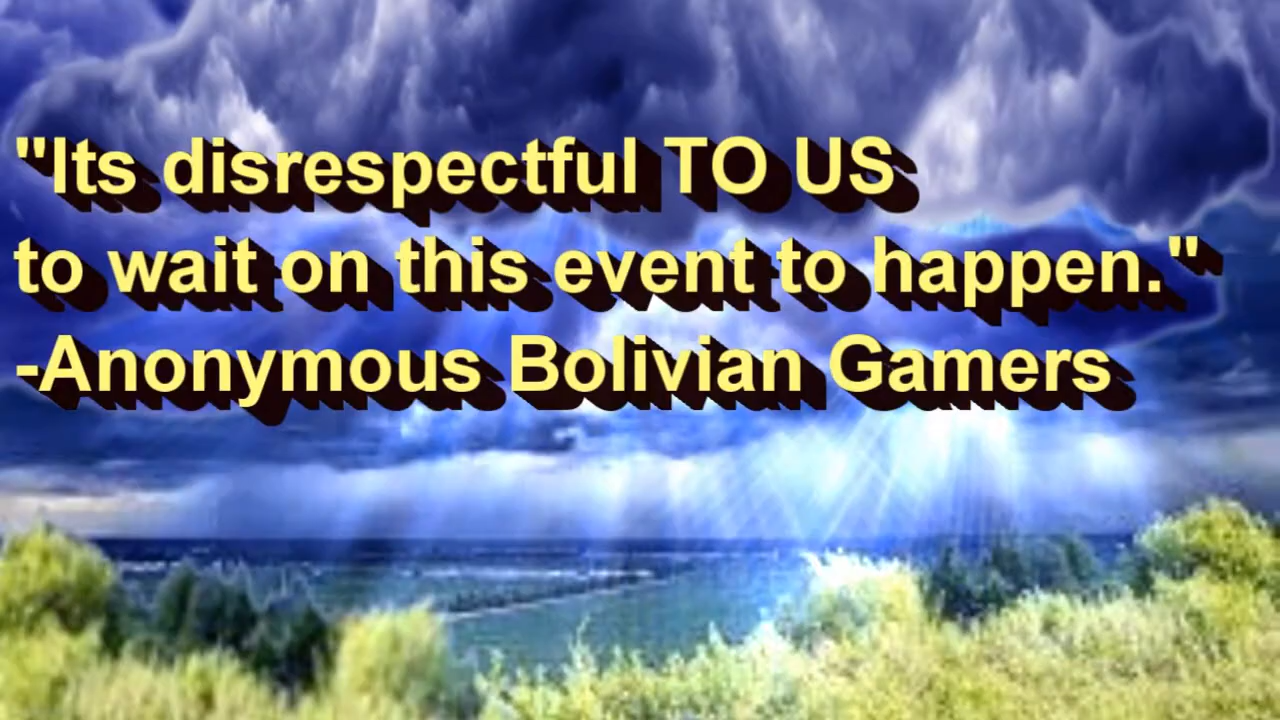 "Its disrespectful TO US
to wait on this event to happen."
-Anonymous Bolivian Gamers